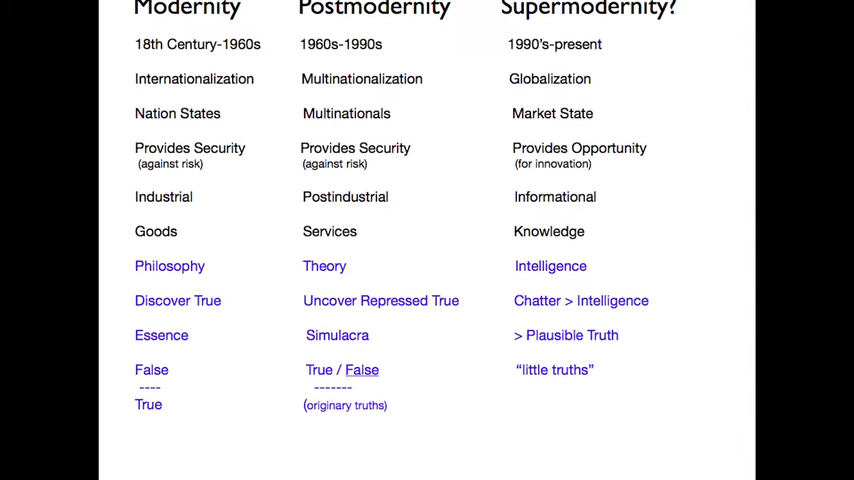 Modernity Postmodernity Supermodernity?
18th Century-1960s 1960s-1990s 1990's-present
Internationalization Multinationalization Globalization
Nation States Multinationals Market State
Provides Security Provides Security Provides Opportunity
(against risk) (against risk) (for innovation)
Industrial Postindustrial Informational
Goods Services Knowledge
Philosophy Theory Intelligence
Discover True Uncover Repressed True Chatter > Intelligence
Essence Simulacra > Plausible Truth
False True / False “little truths”
---- -------
True (originary truths)